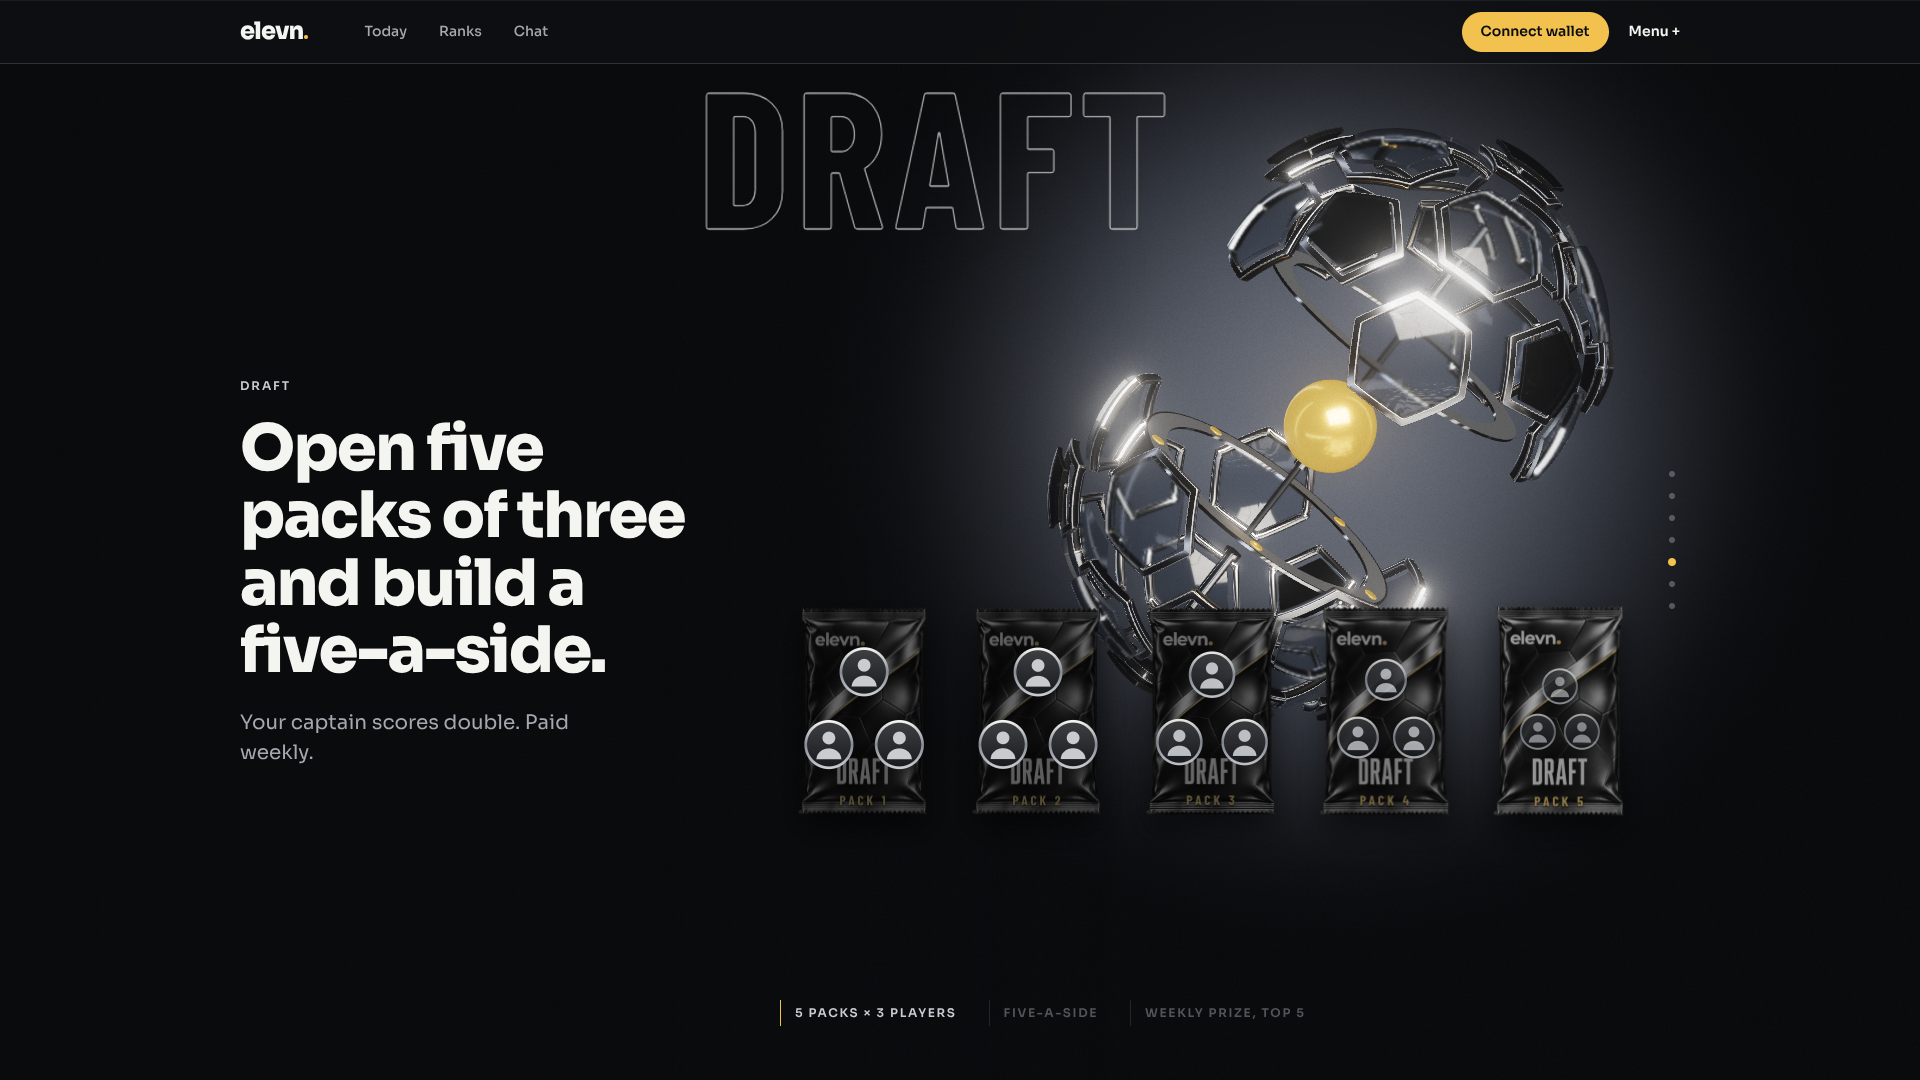 elevn.
Today
Ranks
Chat
Connect wallet
Menu +
DRAFT
DRAFT
Open five
packs of three
and build a
five-a-side.
Your captain scores double. Paid
weekly.
elevn.
DRAFT
PACK 1
elevn.
DRAFT
PACK 2
elevn.
DRAFT
PACK 3
elevn.
DRAFT
PACK 4
elevn.
DRAFT
PACK 5
5 PACKS × 3 PLAYERS
FIVE-A-SIDE
WEEKLY PRIZE, TOP 5